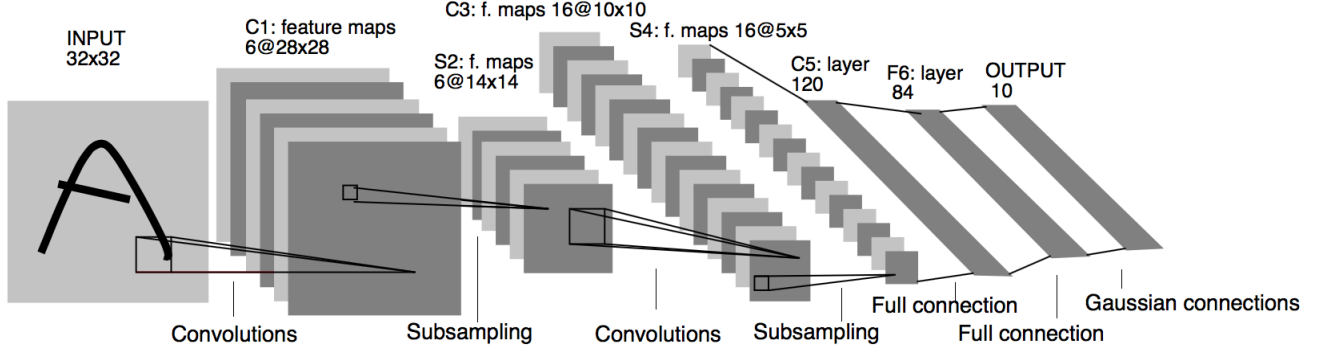 INPUT
32x32
C1: feature maps
6@28x28
S2: f. maps
6@14x14
C3: f. maps 16@10x10
S4: f. maps 16@5x5
C5: layer
120
F6: layer
84
OUTPUT
10
Convolutions
Subsampling
Convolutions
Subsampling
Full connection
Full connection
Gaussian connections